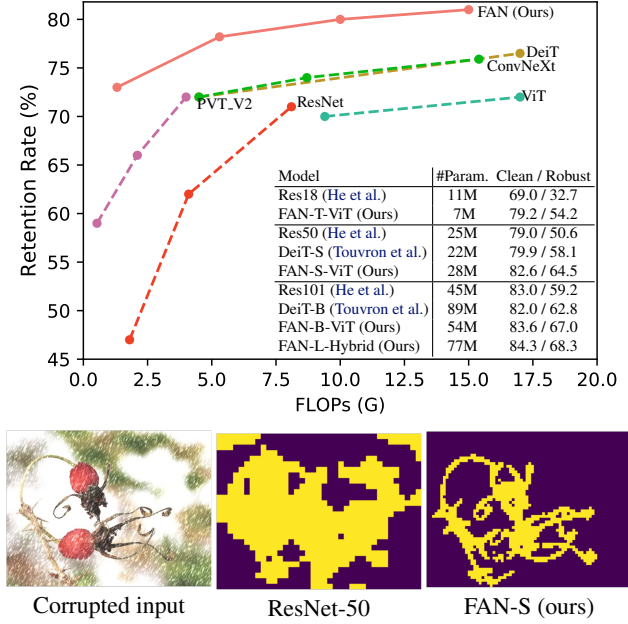 80
75
70
65
60
55
50
45
Retention Rate (%)
FAN (Ours)
DeiT
ConvNeXt
PVT_V2
ResNet
ViT
Model #Param. Clean / Robust
Res18 (He et al.) 11M 69.0 / 32.7
FAN-T-ViT (Ours) 7M 79.2 / 54.2
Res50 (He et al.) 25M 79.0 / 50.6
DeiT-S (Touvron et al.) 22M 79.9 / 58.1
FAN-S-ViT (Ours) 28M 82.6 / 64.5
Res101 (He et al.) 45M 83.0 / 59.2
DeiT-B (Touvron et al.) 89M 82.0 / 62.8
FAN-B-ViT (Ours) 54M 83.6 / 67.0
FAN-L-Hybrid (Ours) 77M 84.3 / 68.3
0.0 2.5 5.0 7.5 10.0 12.5 15.0 17.5 20.0
FLOPs (G)
Corrupted input ResNet-50 FAN-S (ours)